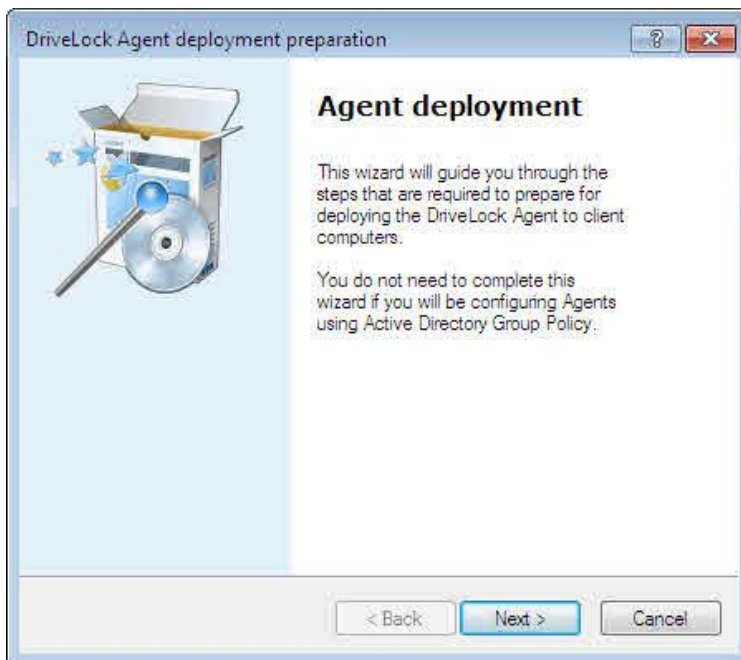 DriveLock Agent deployment preparation
?
Agent deployment
This wizard will guide you through the
steps that are required to prepare for
deploying the DriveLock Agent to client
computers.
You do not need to complete this
wizard if you will be configuring Agents
using Active Directory Group Policy.
< Back
Next >
Cancel